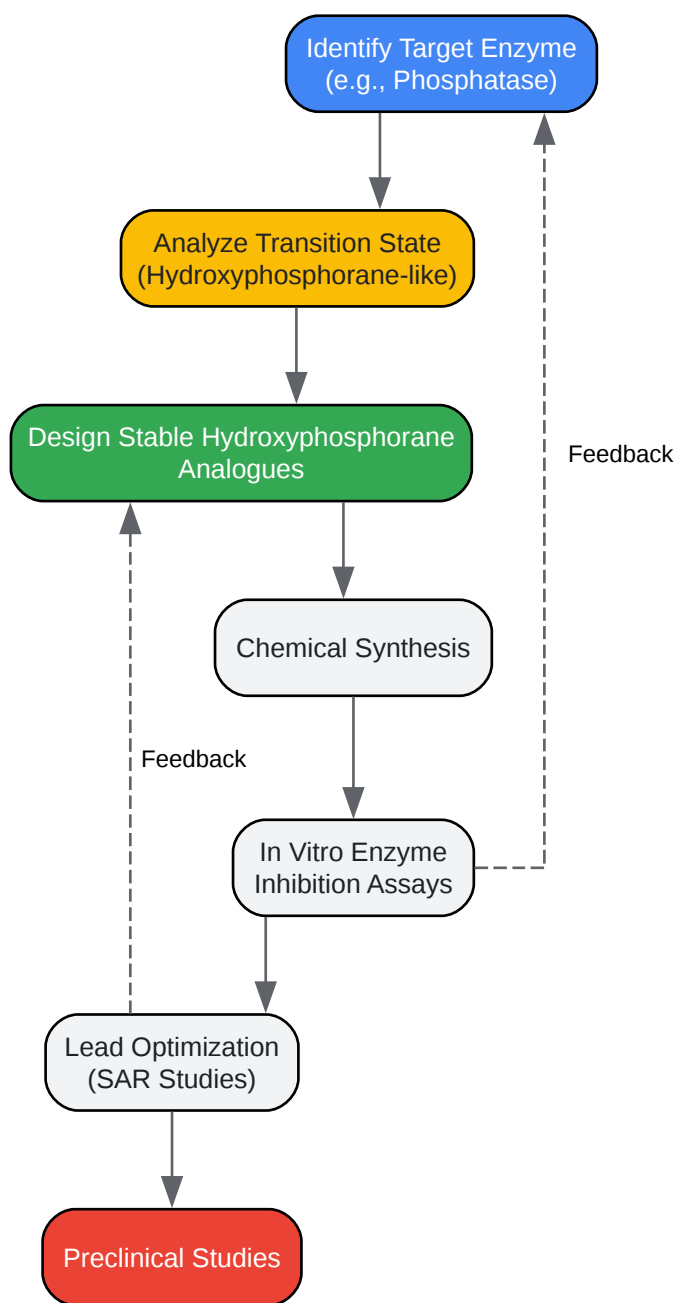 Identify Target Enzyme
(e.g., Phosphatase)
Analyze Transition State
(Hydroxyphosphorane-like)
Design Stable Hydroxyphosphorane
Analogues
Feedback
Chemical Synthesis
Feedback
In Vitro Enzyme
Inhibition Assays
Lead Optimization
(SAR Studies)
Preclinical Studies